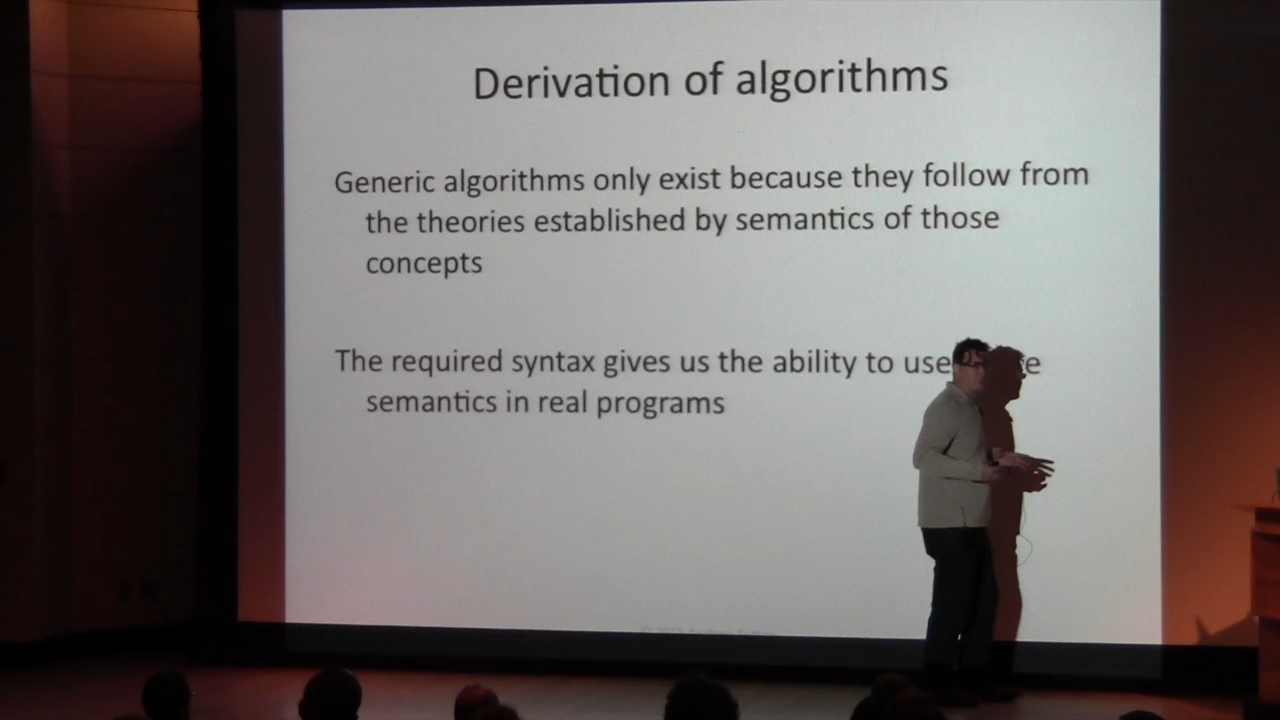 Derivation of algorithms
Generic algorithms only exist because they follow from
the theories established by semantics of those
concepts
The required syntax gives us the ability to use
semantics in real programs